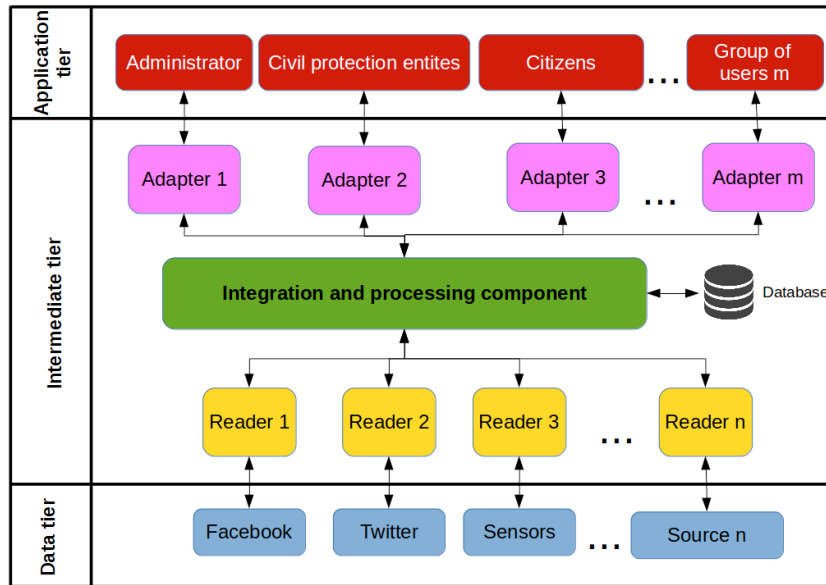 Application
tier
Administrator
Civil protection entites
Citizens
...
Group of
users m
Intermediate tier
Adapter 1
Adapter 2
Adapter 3
...
Adapter m
Integration and processing component
Database
Reader 1
Reader 2
Reader 3
...
Reader n
Data tier
Facebook
Twitter
Sensors
...
Source n